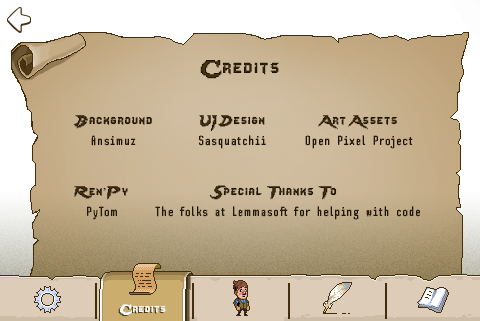 Credits
Background UI Design Art Assets
Ansimuz Sasquatchii Open Pixel Project
Ren'Py Special Thanks To
PyTom The folks at Lemmasoft for helping with code
Credits